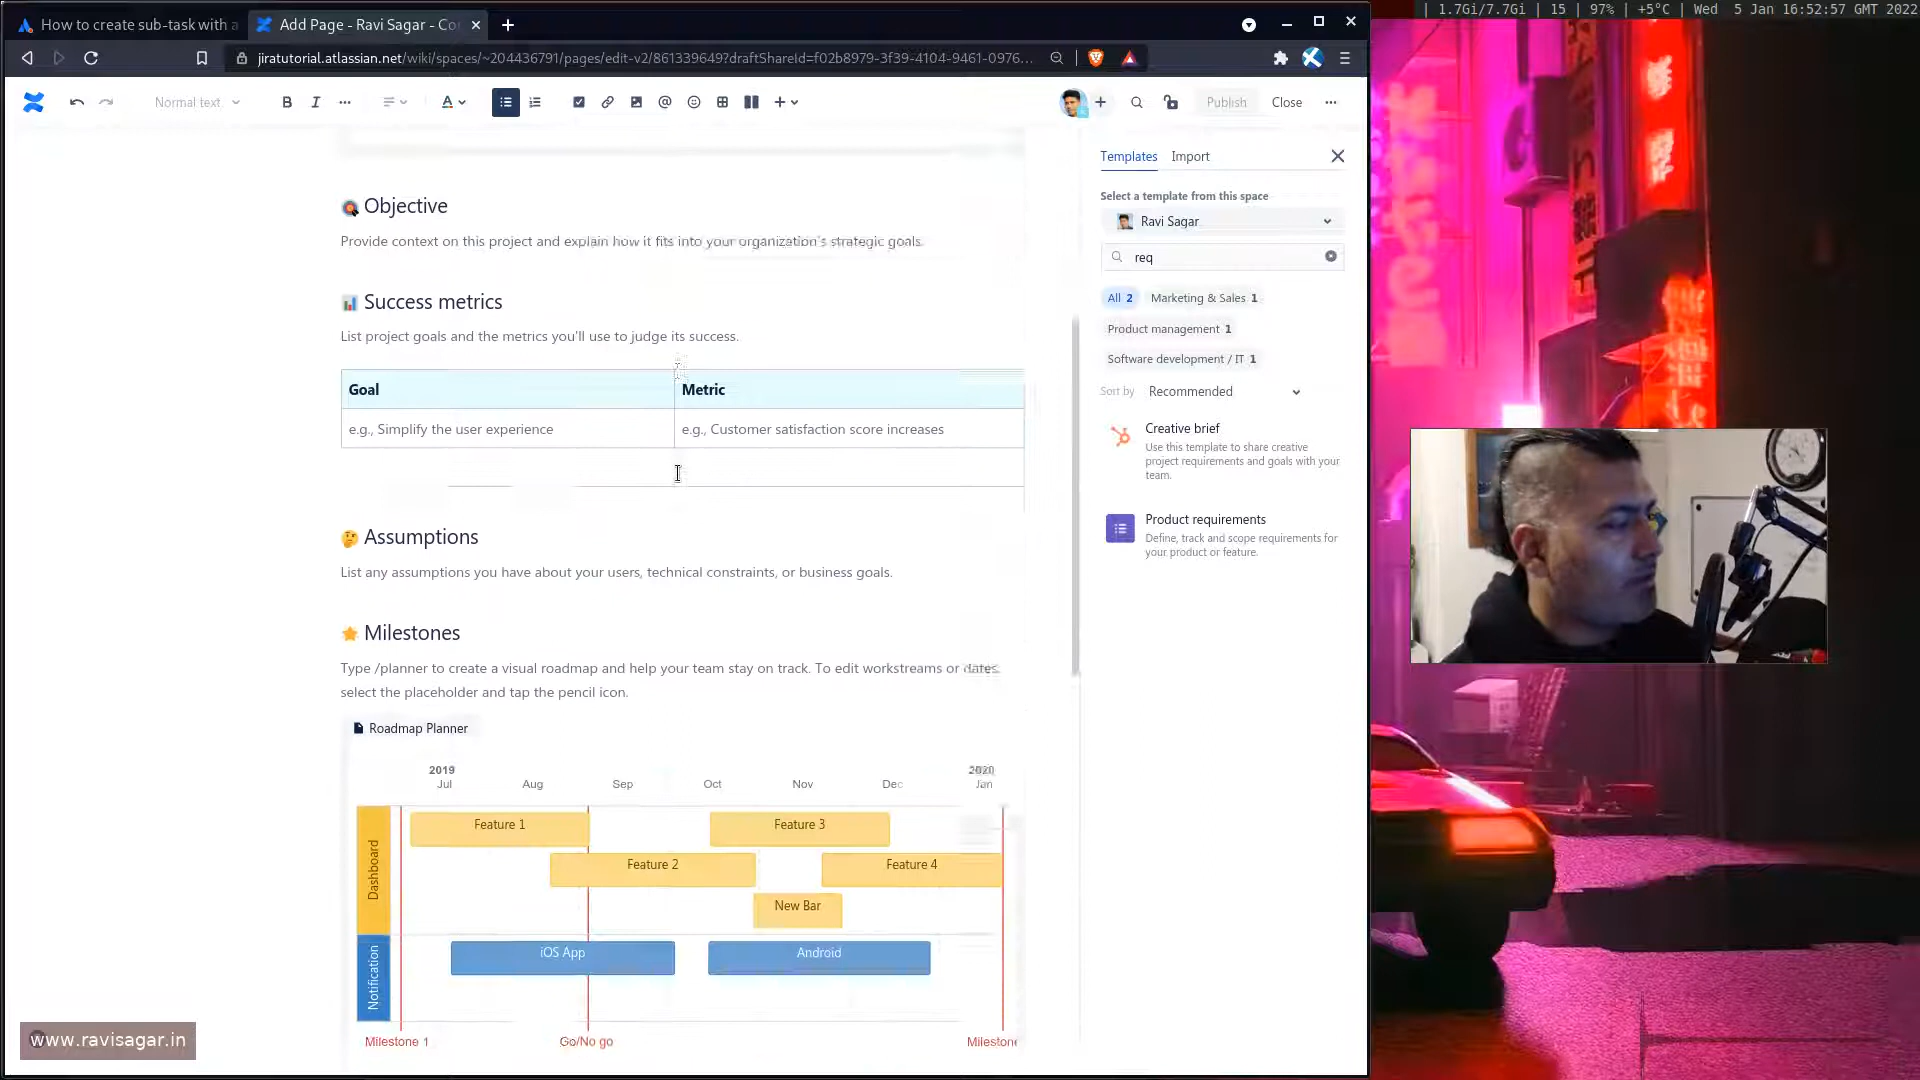 | 1.7Gi/7.7Gi | 15 | 97% | +5°C | Wed 5 Jan 16:52:57 GMT 2022
How to create sub-task with a
Add Page - Ravi Sagar - Co
jiratutorial.atlassian.net/wiki/spaces/~204436791/pages/edit-v2/861339649?draftShareId=f02b8979-3f39-4104-9461-0976...
Normal text
B I ... A
Publish
Close
Objective
Provide context on this project and explain how it fits into your organization's strategic goals.
Success metrics
List project goals and the metrics you'll use to judge its success.
Goal Metric
e.g., Simplify the user experience e.g., Customer satisfaction score increases
Assumptions
List any assumptions you have about your users, technical constraints, or business goals.
Milestones
Type /planner to create a visual roadmap and help your team stay on track. To edit workstreams or dates,
select the placeholder and tap the pencil icon.
Roadmap Planner
2019 2020
Jul Aug Sep Oct Nov Dec Jan
Dashboard
Feature 1 Feature 3
Feature 2 Feature 4
New Bar
Notification
iOS App Android
Milestone 1 Go/No go Milestone
Templates Import
Select a template from this space
Ravi Sagar
req
All 2 Marketing & Sales 1
Product management 1
Software development / IT 1
Sort by Recommended
Creative brief
Use this template to share creative
project requirements and goals with your
team.
Product requirements
Define, track and scope requirements for
your product or feature.
www.ravisagar.in